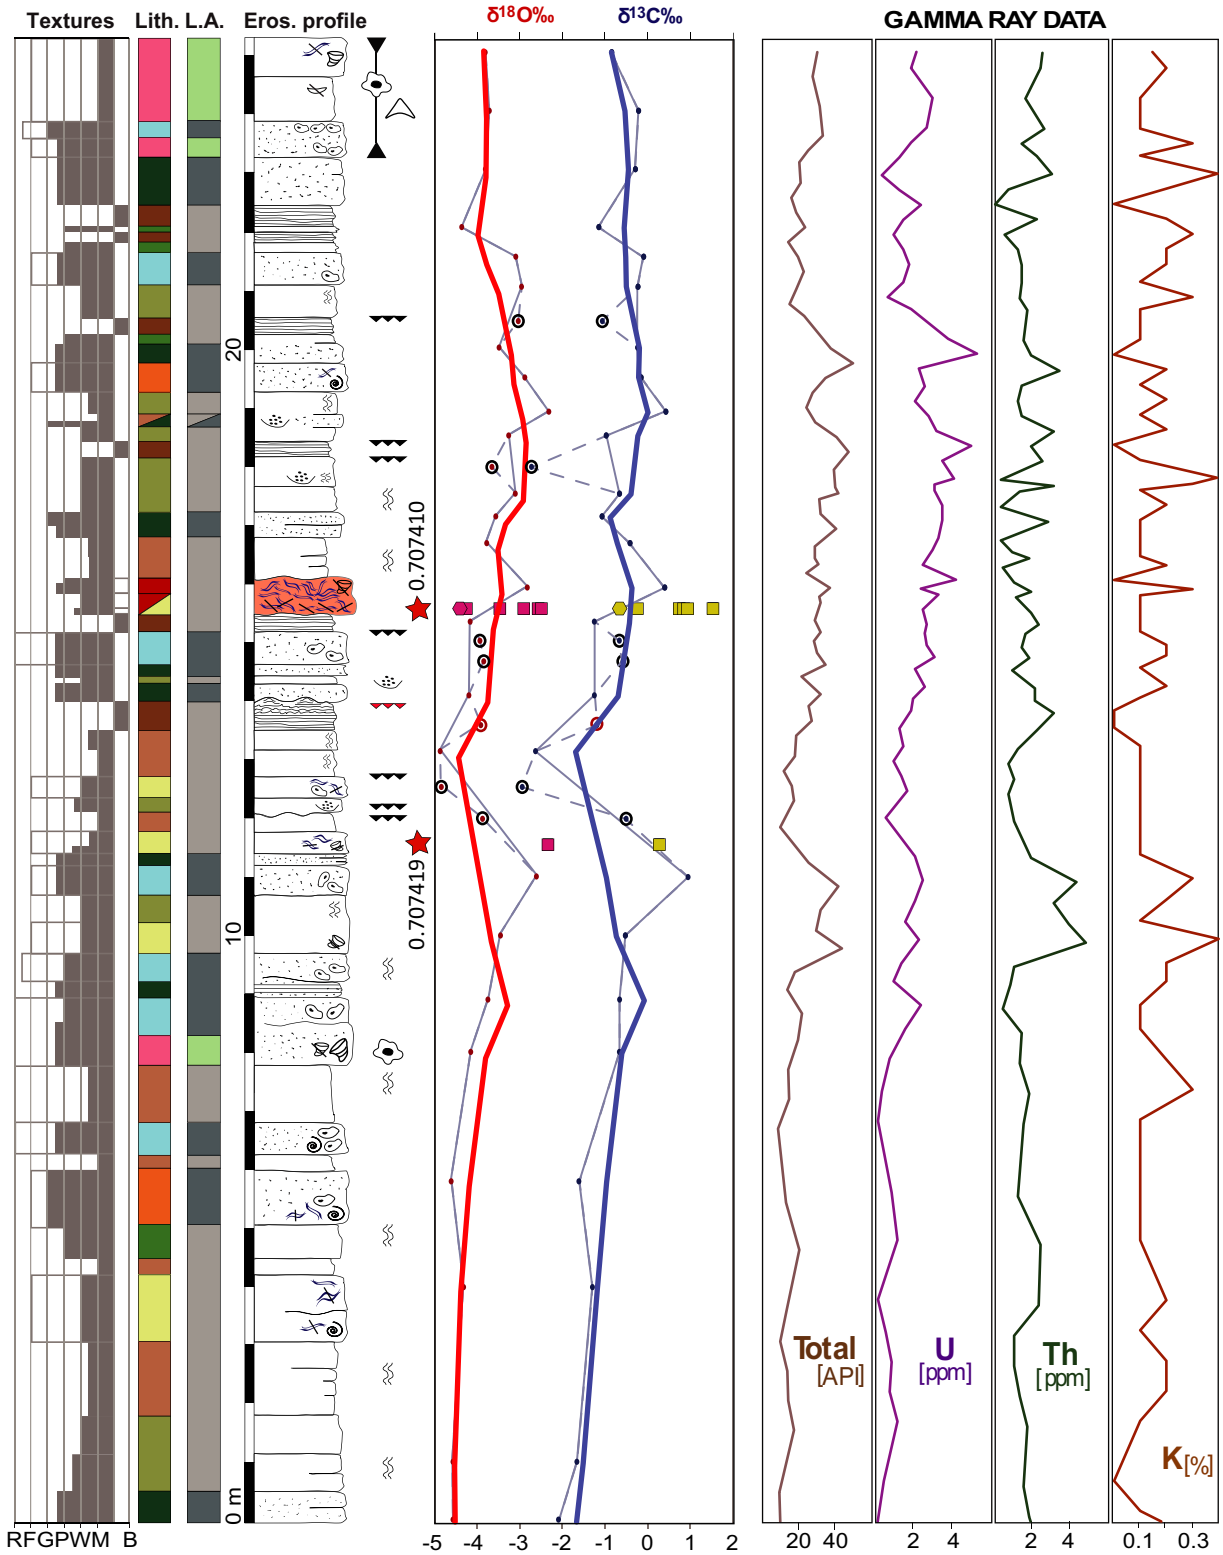 Textures Lith. L.A. Eros. profile δ¹⁸O‰ δ¹³C‰ GAMMA RAY DATA
20
0.707410
0.707419
10
0 m
Total
[API]
U
[ppm]
Th
[ppm]
K[%]
RFGPWM B
-5 -4 -3 -2 -1 0 1 2
20 40
2 4
2 4
0.1 0.3